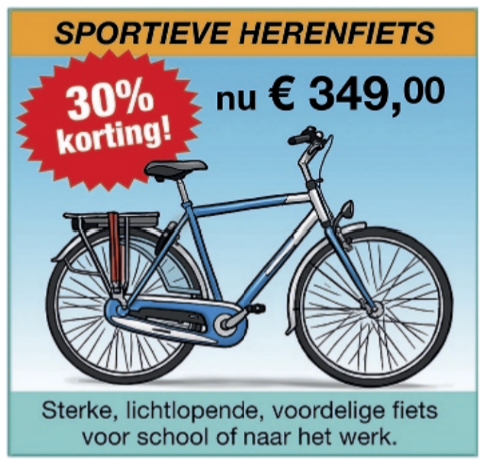 SPORTIEVE HERENFIETS
30%
korting!
nu € 349,00
Sterke, lichtlopende, voordelige fiets
voor school of naar het werk.